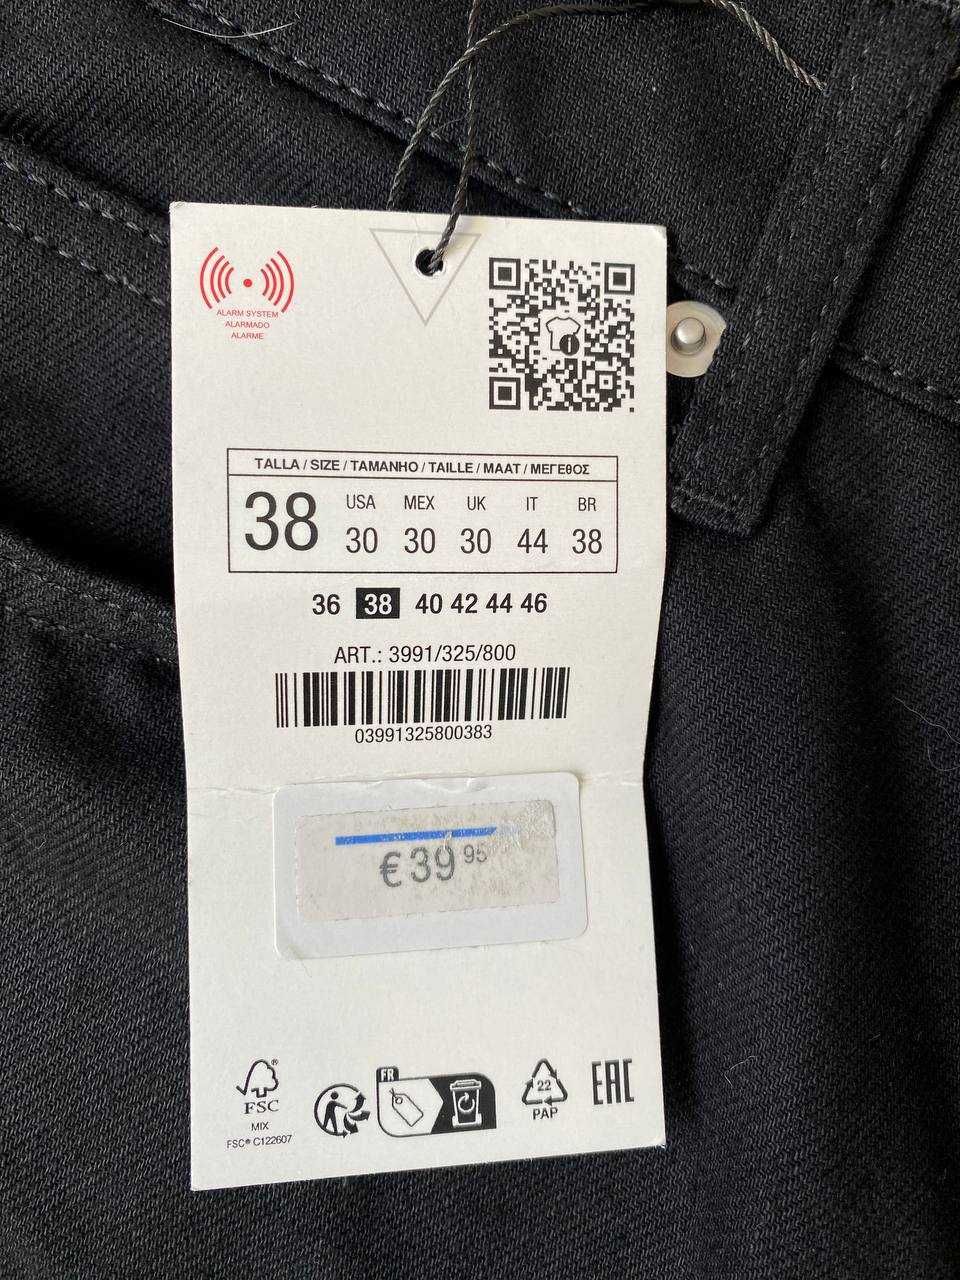 ALARM SYSTEM
ALARMADO
ALARME
TALLA / SIZE / TAMANHO / TAILLE / MAAT / ΜΕΓΕΘΟΣ
38
USA MEX UK IT BR
30 30 30 44 38
36 38 40 42 44 46
ART.: 3991/325/800
03991325800383
€39 95
FSC®
MIX
FSC® C122607
FR
22
PAP
EAC